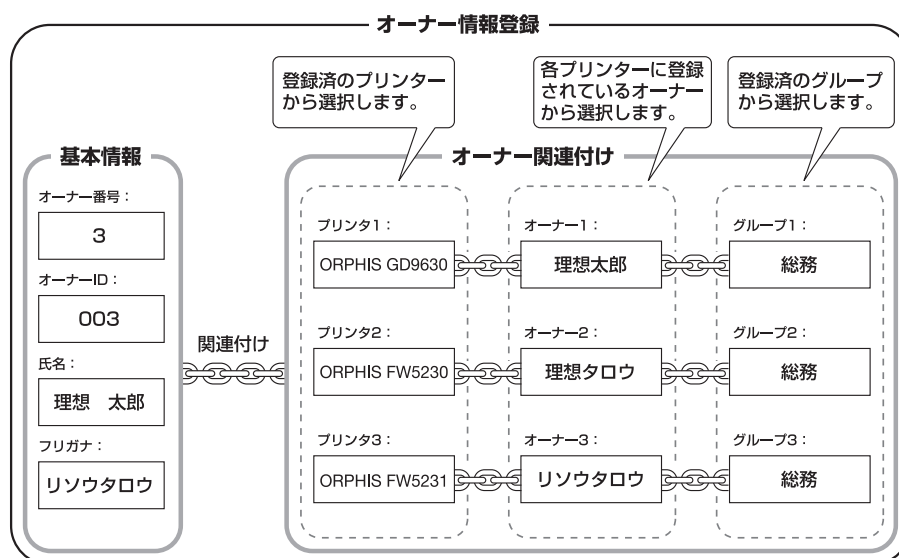 オーナー情報登録
登録済のプリンター
から選択します。
各プリンターに登録
されているオーナー
から選択します。
登録済のグループ
から選択します。
基本情報
オーナー番号：
3
オーナーID：
003
氏名：
理想　太郎
フリガナ：
リソウタロウ
関連付け
オーナー関連付け
プリンタ1：
ORPHIS GD9630
オーナー1：
理想太郎
グループ1：
総務
プリンタ2：
ORPHIS FW5230
オーナー2：
理想タロウ
グループ2：
総務
プリンタ3：
ORPHIS FW5231
オーナー3：
リソウタロウ
グループ3：
総務